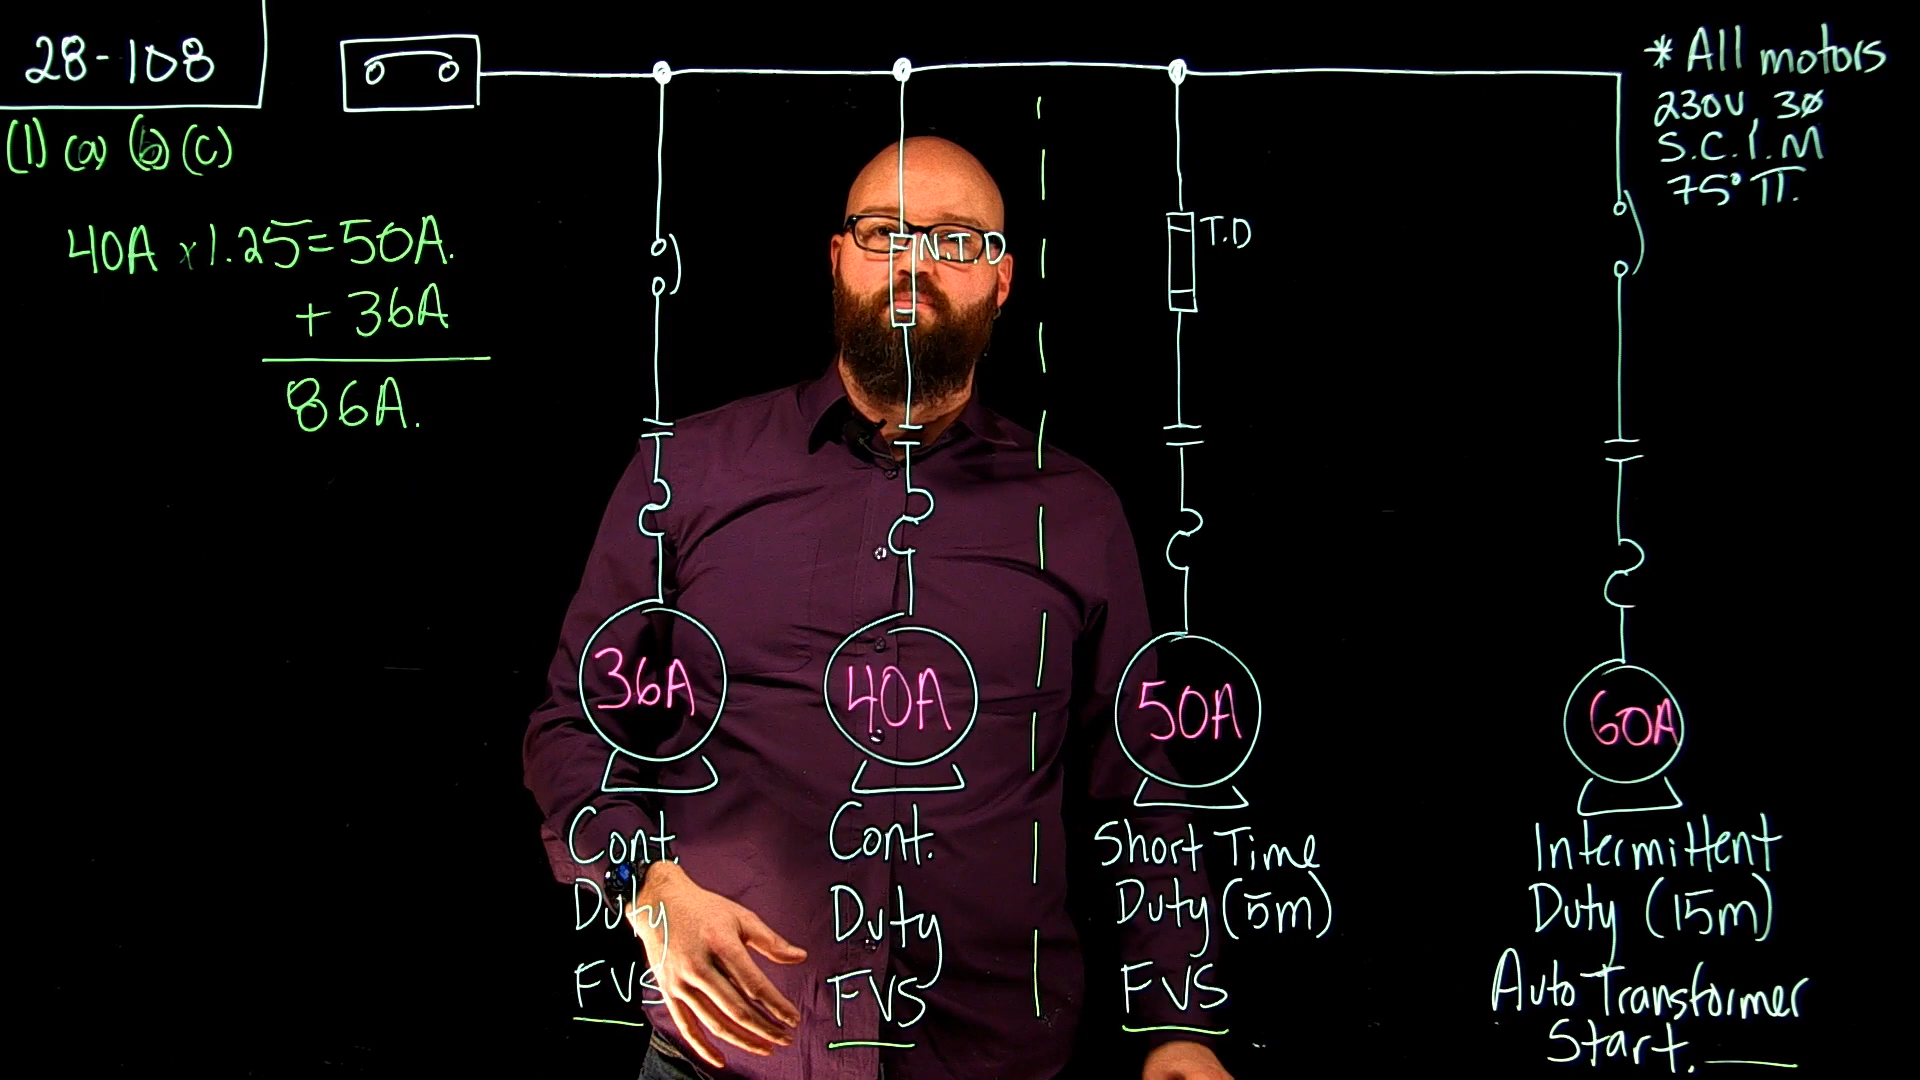 28-108
(1) (a) (b) (c)
40A x 1.25 = 50A.
+ 36A
86A.
* All motors
230V, 3Ø
S.C.I.M
75° TT.
N.T.D
T.D
36A
40A
50A
60A
Cont.
Duty
FVS
Cont.
Duty
FVS
Short Time
Duty (5m)
FVS
Intermittent
Duty (15m)
Auto Transformer
Start.